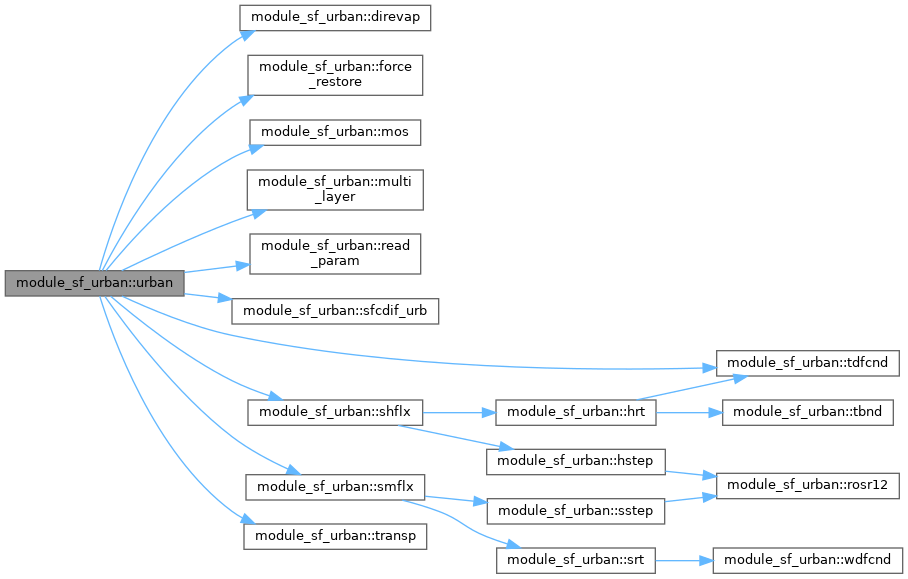 module_sf_urban::direvap
module_sf_urban::force
_restore
module_sf_urban::mos
module_sf_urban::multi
_layer
module_sf_urban::read
_param
module_sf_urban::urban
module_sf_urban::sfcdif_urb
module_sf_urban::tdfcnd
module_sf_urban::shflx
module_sf_urban::hrt
module_sf_urban::tbnd
module_sf_urban::hstep
module_sf_urban::smflx
module_sf_urban::rosr12
module_sf_urban::sstep
module_sf_urban::transp
module_sf_urban::srt
module_sf_urban::wdfcnd